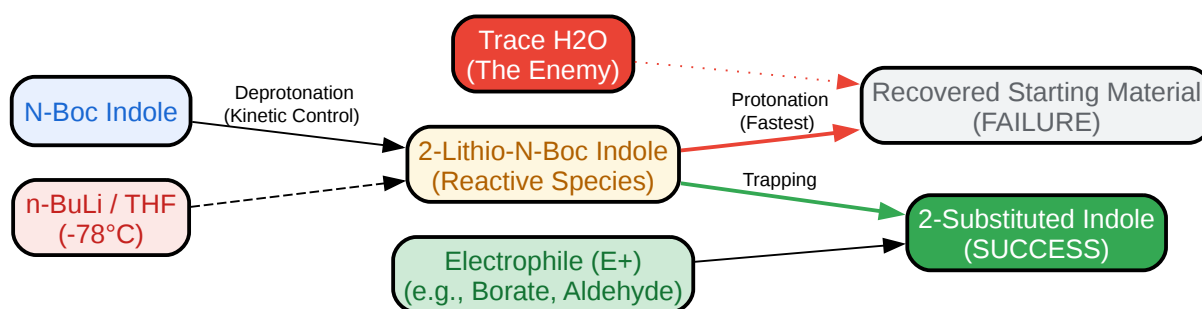 Trace H2O
(The Enemy)
N-Boc Indole
Deprotonation
(Kinetic Control)
Protonation
(Fastest)
Recovered Starting Material
(FAILURE)
2-Lithio-N-Boc Indole
(Reactive Species)
Trapping
n-BuLi / THF
(-78°C)
2-Substituted Indole
(SUCCESS)
Electrophile (E+)
(e.g., Borate, Aldehyde)